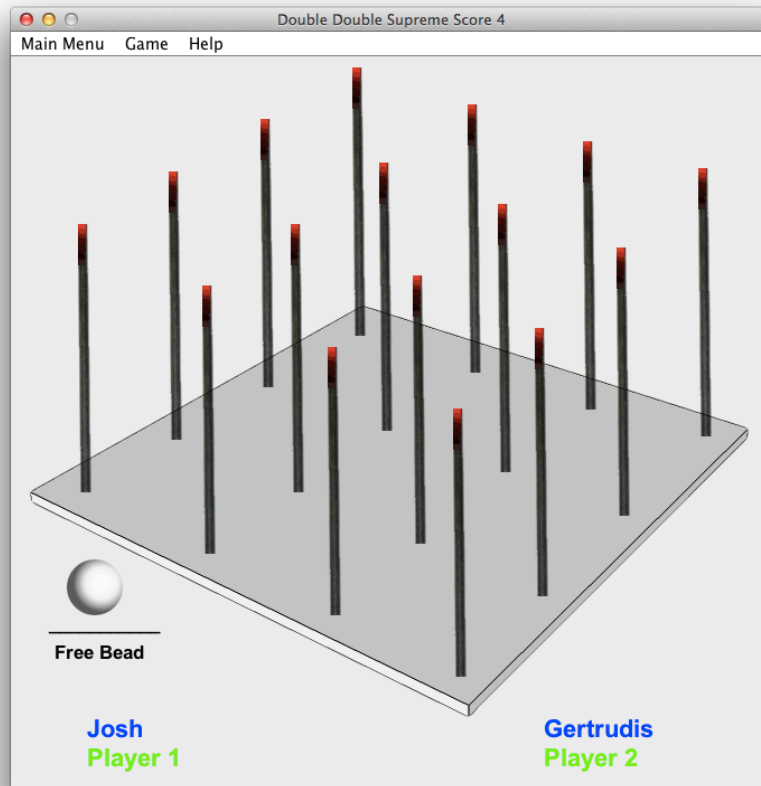 Double Double Supreme Score 4
Main Menu Game Help
Free Bead
Josh
Player 1
Gertrudis
Player 2